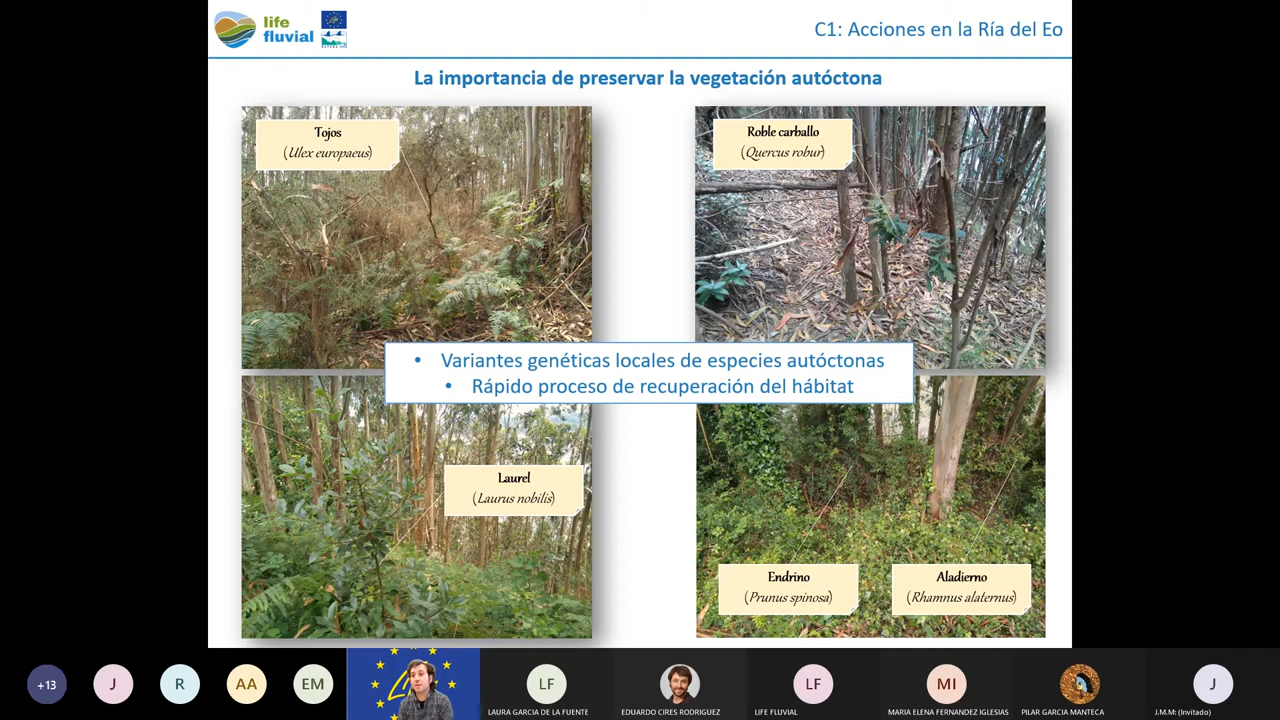 life
fluvial
C1: Acciones en la Ría del Eo
La importancia de preservar la vegetación autóctona
Tojos
(Ulex europaeus)
Roble carballo
(Quercus robur)
• Variantes genéticas locales de especies autóctonas
• Rápido proceso de recuperación del hábitat
Laurel
(Laurus nobilis)
Endrino
(Prunus spinosa)
Aladierno
(Rhamnus alaternus)
+13
J
R
AA
EM
LF
LAURA GARCIA DE LA FUENTE
EDUARDO CIRES RODRIGUEZ
LF
LIFE FLUVIAL
MI
MARIA ELENA FERNANDEZ IGLESIAS
PILAR GARCIA MANTECA
J
J.M.M: (Invitado)